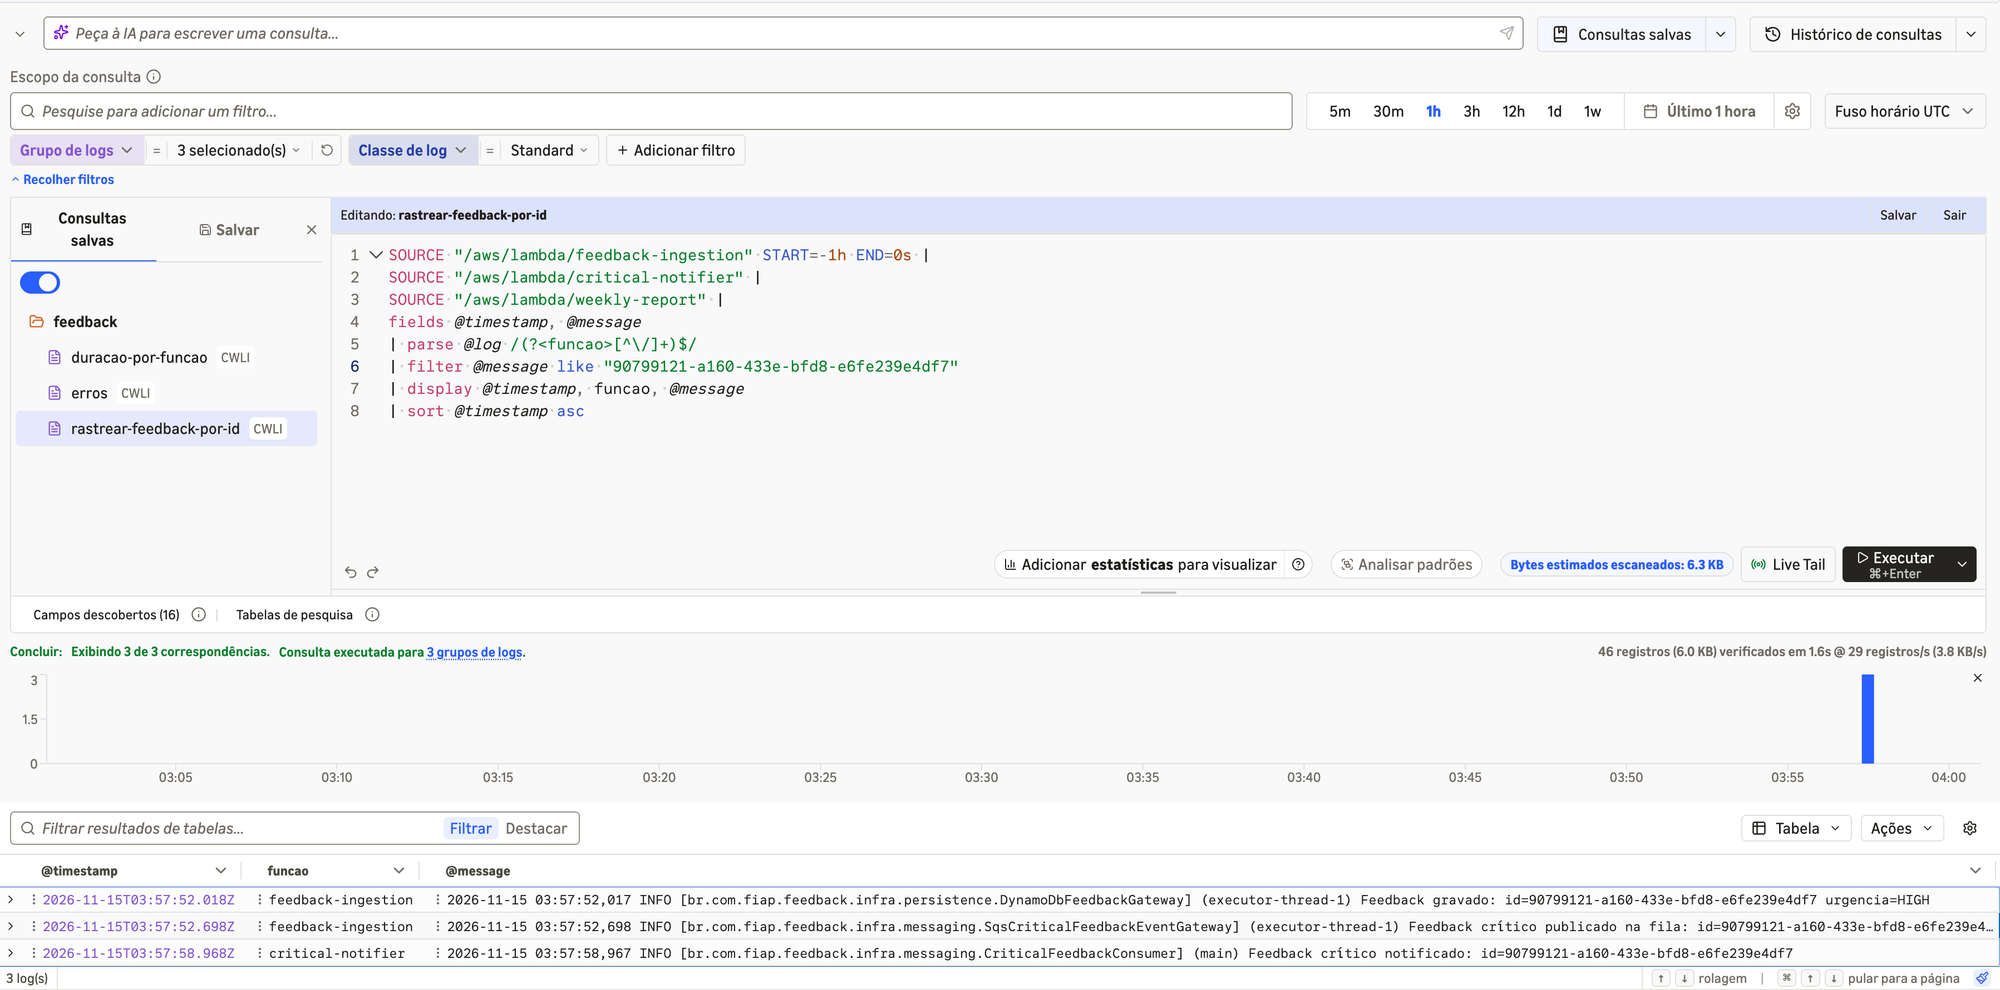 Peça à IA para escrever uma consulta...
Consultas salvas
Histórico de consultas
Escopo da consulta
Pesquise para adicionar um filtro...
5m 30m 1h 3h 12h 1d 1w Último 1 hora
Fuso horário UTC
Grupo de logs = 3 selecionado(s)
Classe de log = Standard
+ Adicionar filtro
Recolher filtros
Consultas salvas
Salvar
feedback
duracao-por-funcao CWLI
erros CWLI
rastrear-feedback-por-id CWLI
Editando: rastrear-feedback-por-id
Salvar Sair
1 SOURCE "/aws/lambda/feedback-ingestion" START=-1h END=0s |
2 SOURCE "/aws/lambda/critical-notifier" |
3 SOURCE "/aws/lambda/weekly-report" |
4 fields @timestamp, @message
5 | parse @log /(?<funcao>[^\/]+)$/
6 | filter @message like "90799121-a160-433e-bfd8-e6fe239e4df7"
7 | display @timestamp, funcao, @message
8 | sort @timestamp asc
Adicionar estatísticas para visualizar
Analisar padrões
Bytes estimados escaneados: 6.3 KB
Live Tail
Executar
⌘+Enter
Campos descobertos (16)
Tabelas de pesquisa
Concluir: Exibindo 3 de 3 correspondências. Consulta executada para 3 grupos de logs.
46 registros (6.0 KB) verificados em 1.6s @ 29 registros/s (3.8 KB/s)
3
1.5
0
03:05 03:10 03:15 03:20 03:25 03:30 03:35 03:40 03:45 03:50 03:55 04:00
Filtrar resultados de tabelas...
Filtrar Destacar
Tabela
Ações
@timestamp funcao @message
2026-11-15T03:57:52.018Z feedback-ingestion 2026-11-15 03:57:52,017 INFO [br.com.fiap.feedback.infra.persistence.DynamoDbFeedbackGateway] (executor-thread-1) Feedback gravado: id=90799121-a160-433e-bfd8-e6fe239e4df7 urgencia=HIGH
2026-11-15T03:57:52.698Z feedback-ingestion 2026-11-15 03:57:52,698 INFO [br.com.fiap.feedback.infra.messaging.SqsCriticalFeedbackEventGateway] (executor-thread-1) Feedback crítico publicado na fila: id=90799121-a160-433e-bfd8-e6fe239e4…
2026-11-15T03:57:58.968Z critical-notifier 2026-11-15 03:57:58,967 INFO [br.com.fiap.feedback.infra.messaging.CriticalFeedbackConsumer] (main) Feedback crítico notificado: id=90799121-a160-433e-bfd8-e6fe239e4df7
3 log(s)
↑ ↓ rolagem | ⌘ ↑ ↓ pular para a página